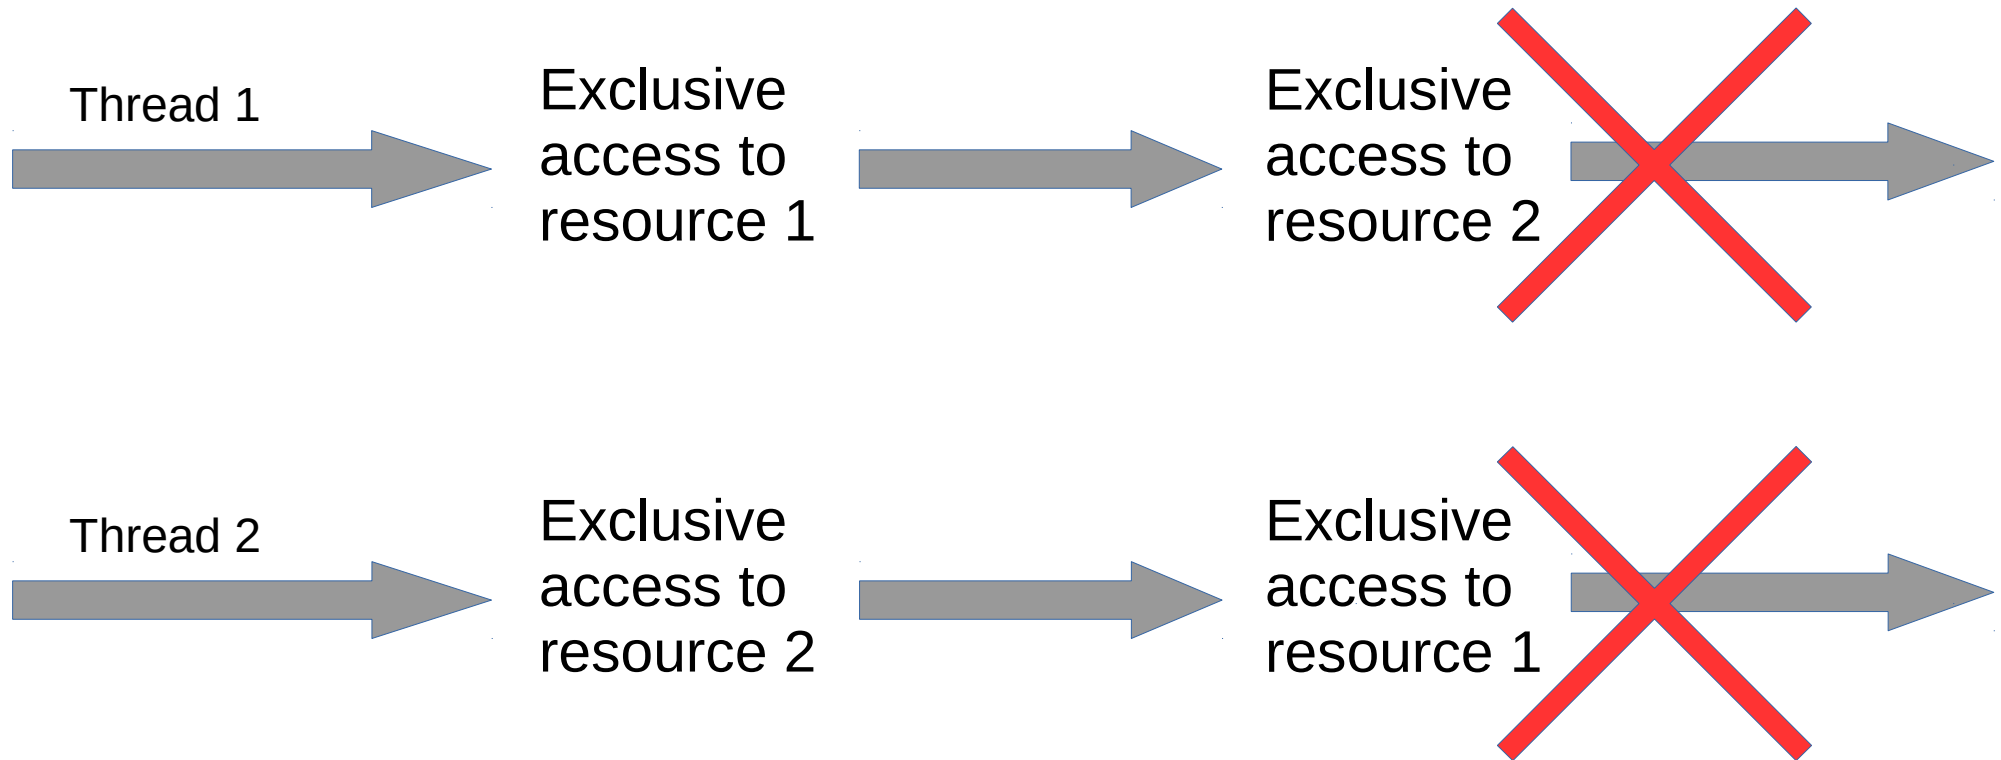 Thread 1
Exclusive
access to
resource 1
Exclusive
access to
resource 2
Thread 2
Exclusive
access to
resource 2
Exclusive
access to
resource 1